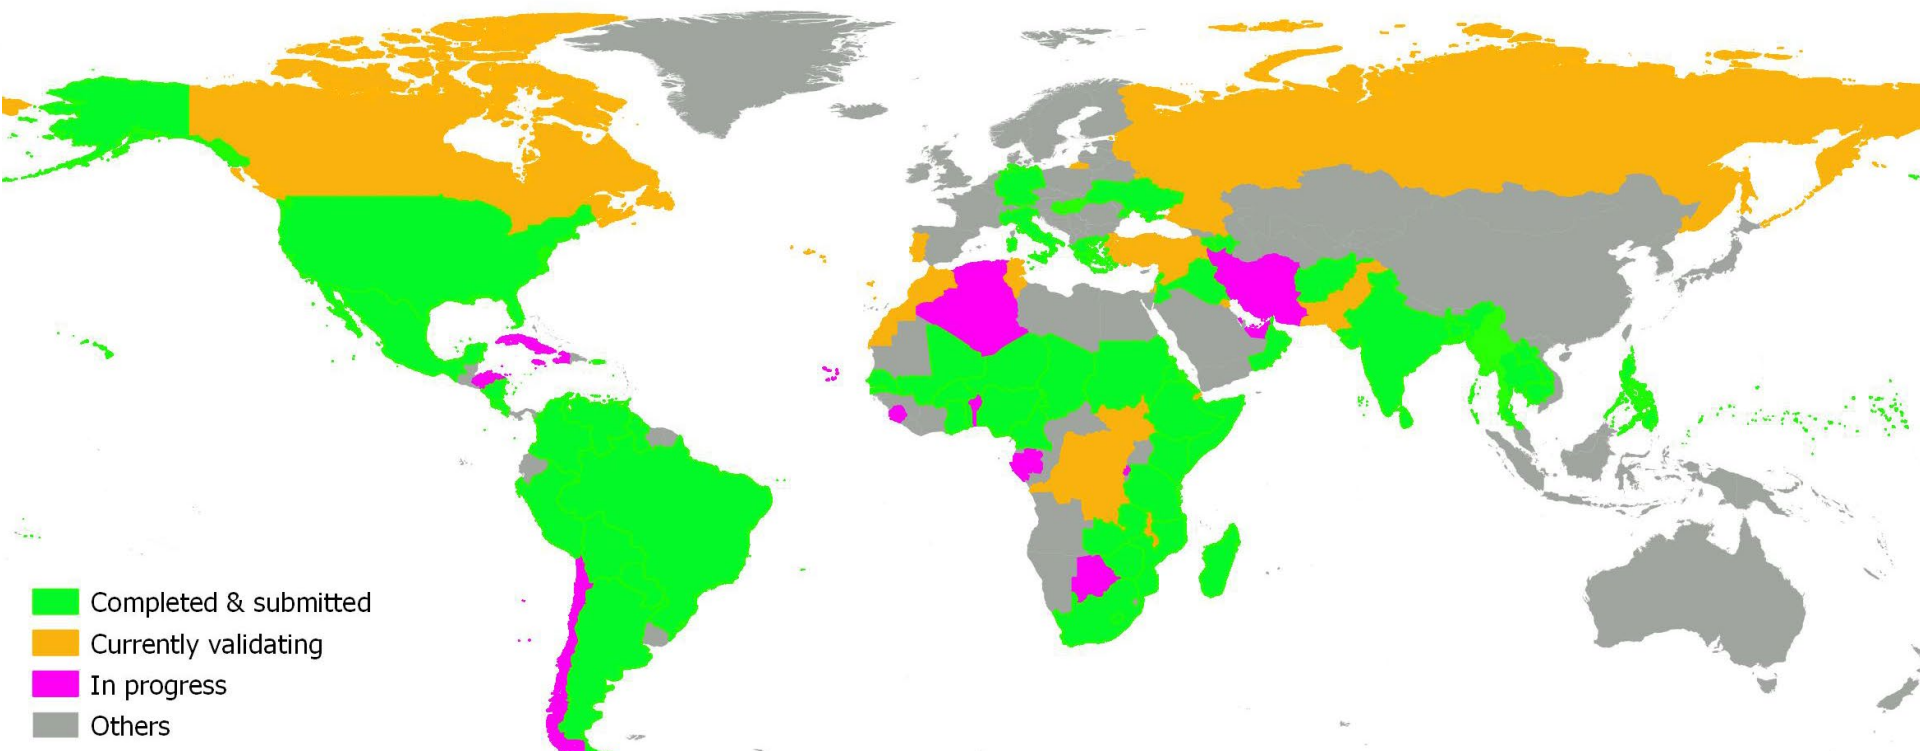 Completed & submitted
Currently validating
In progress
Others